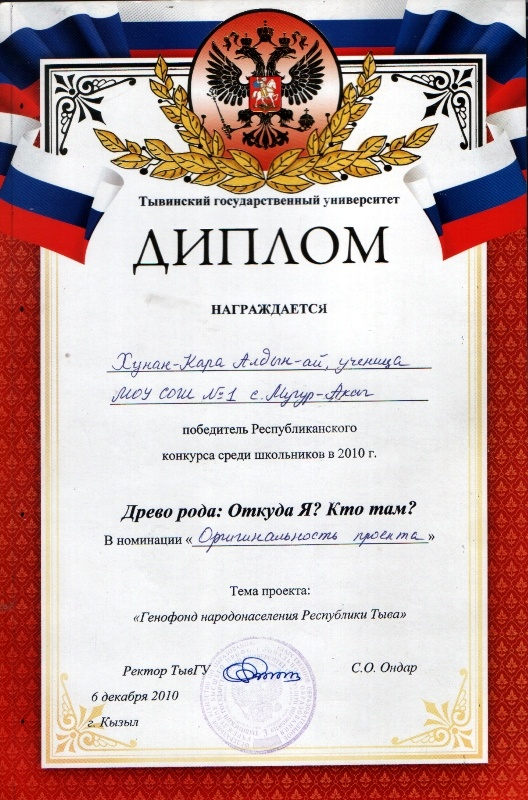 Тывинский государственный университет
ДИПЛОМ
НАГРАЖДАЕТСЯ
Хунан-Кара Алдын-ай, ученица
МОУ СОШ №1 с. Мугур-Аксы
победитель Республиканского
конкурса среди школьников в 2010 г.
Древо рода: Откуда Я? Кто там?
В номинации «Оригинальность проекта»
Тема проекта:
«Генофонд народонаселения Республики Тыва»
Ректор ТывГУ С.О. Ондар
6 декабря 2010
г. Кызыл